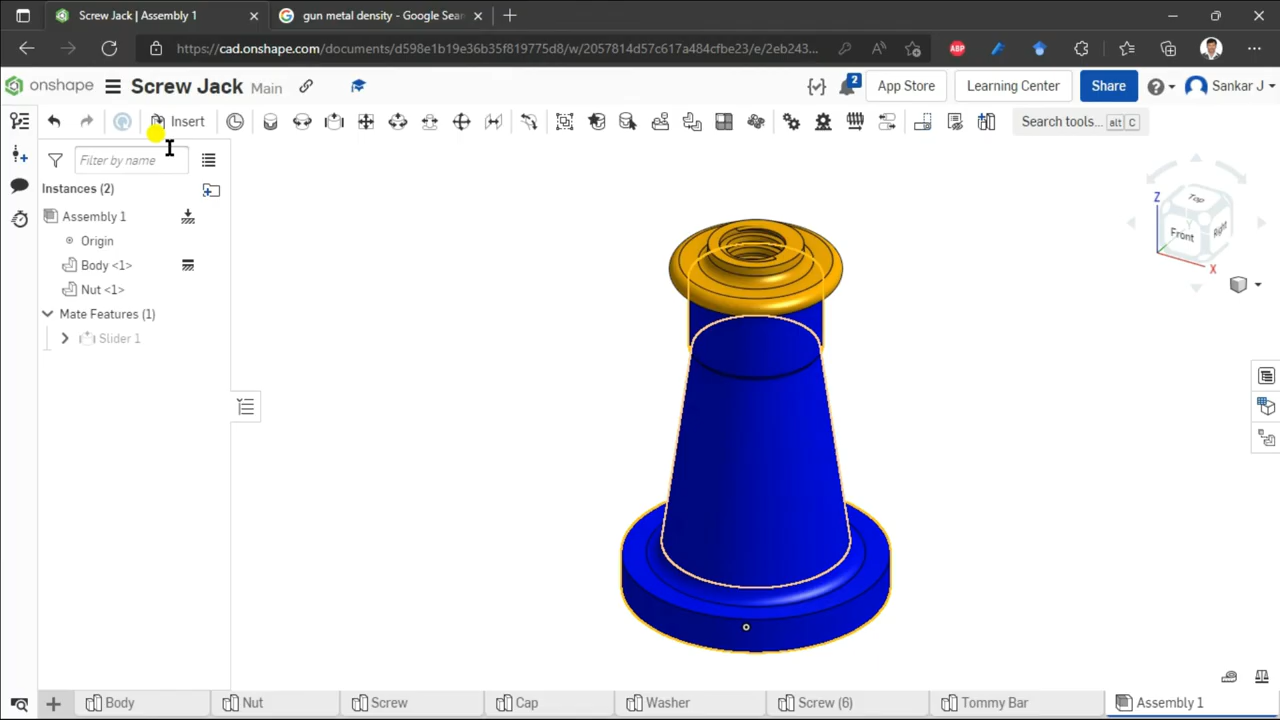 Screw Jack | Assembly 1
gun metal density - Google Sear
https://cad.onshape.com/documents/d598e1b19e36b35f819775d8/w/2057814d57c617a484cfbe23/e/2eb243...
ABP
onshape
Screw Jack Main
2
App Store
Learning Center
Share
Sankar J
Insert
Search tools... alt C
Filter by name
Instances (2)
Assembly 1
Origin
Body <1>
Nut <1>
Mate Features (1)
Slider 1
Z
Top
Front
Right
X
Body
Nut
Screw
Cap
Washer
Screw (6)
Tommy Bar
Assembly 1